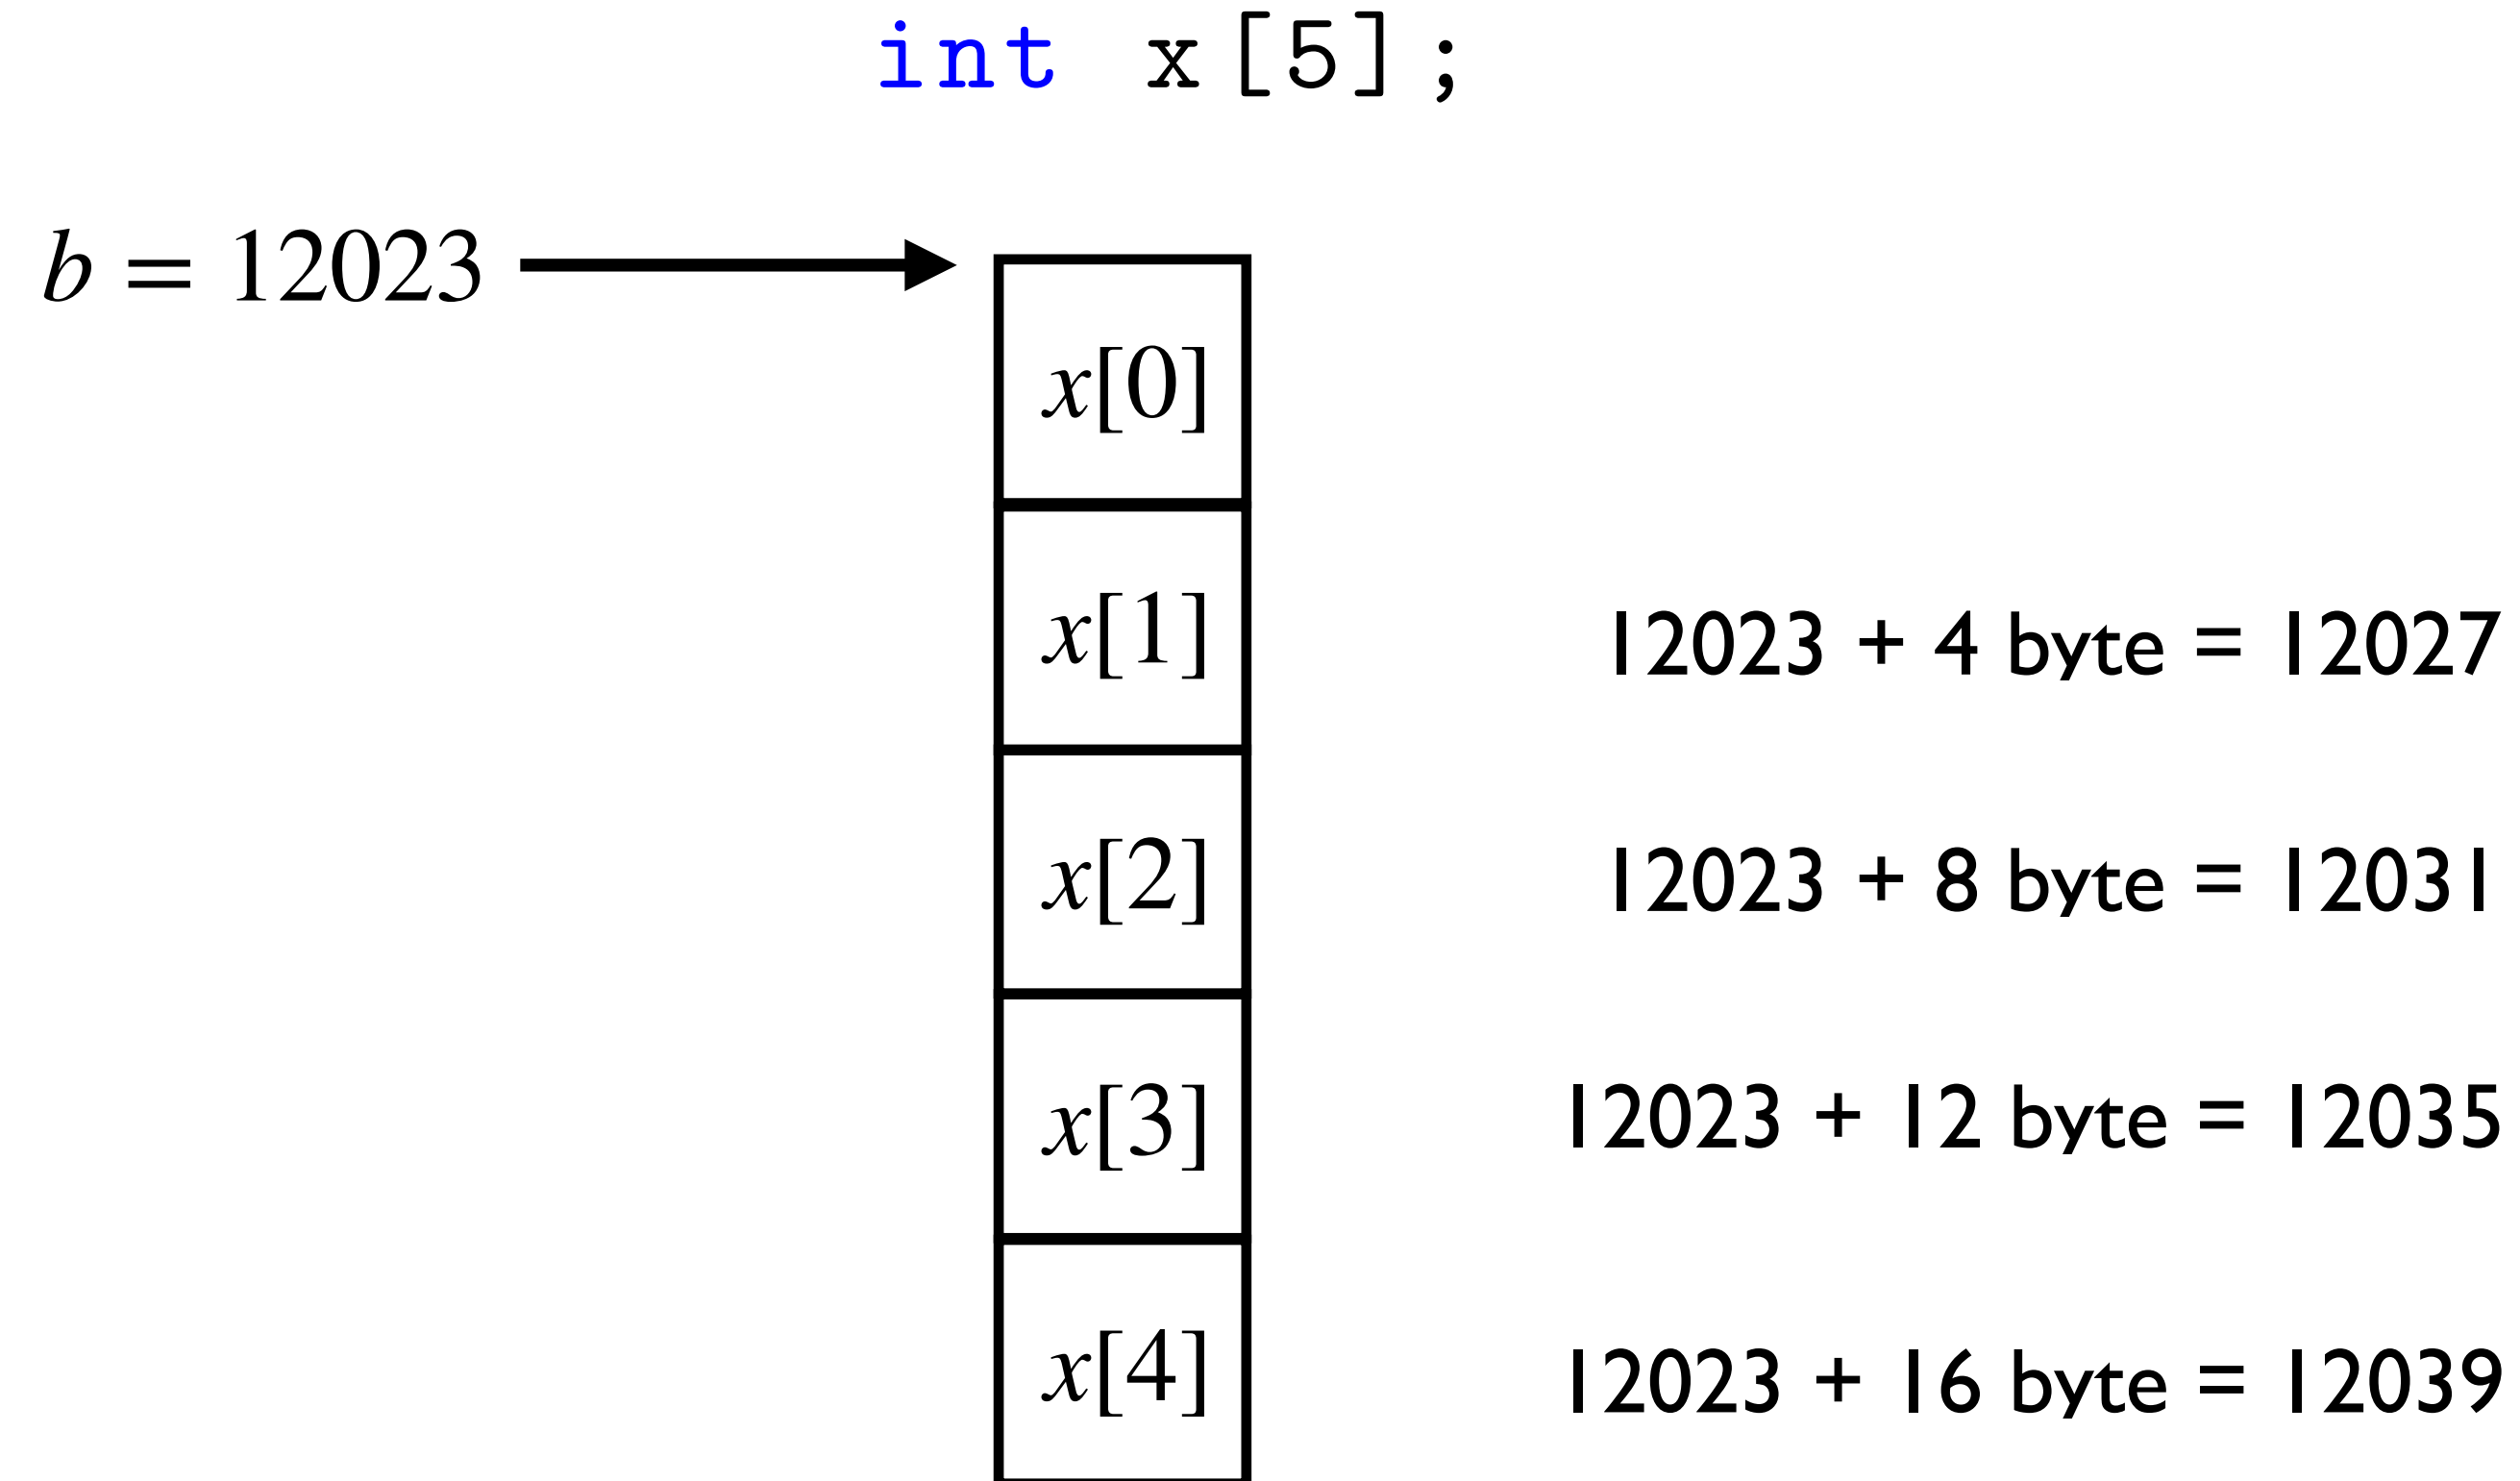 int x[5];
b = 12023
x[0]
x[1] 12023 + 4 byte = 12027
x[2] 12023 + 8 byte = 12031
x[3] 12023 + 12 byte = 12035
x[4] 12023 + 16 byte = 12039